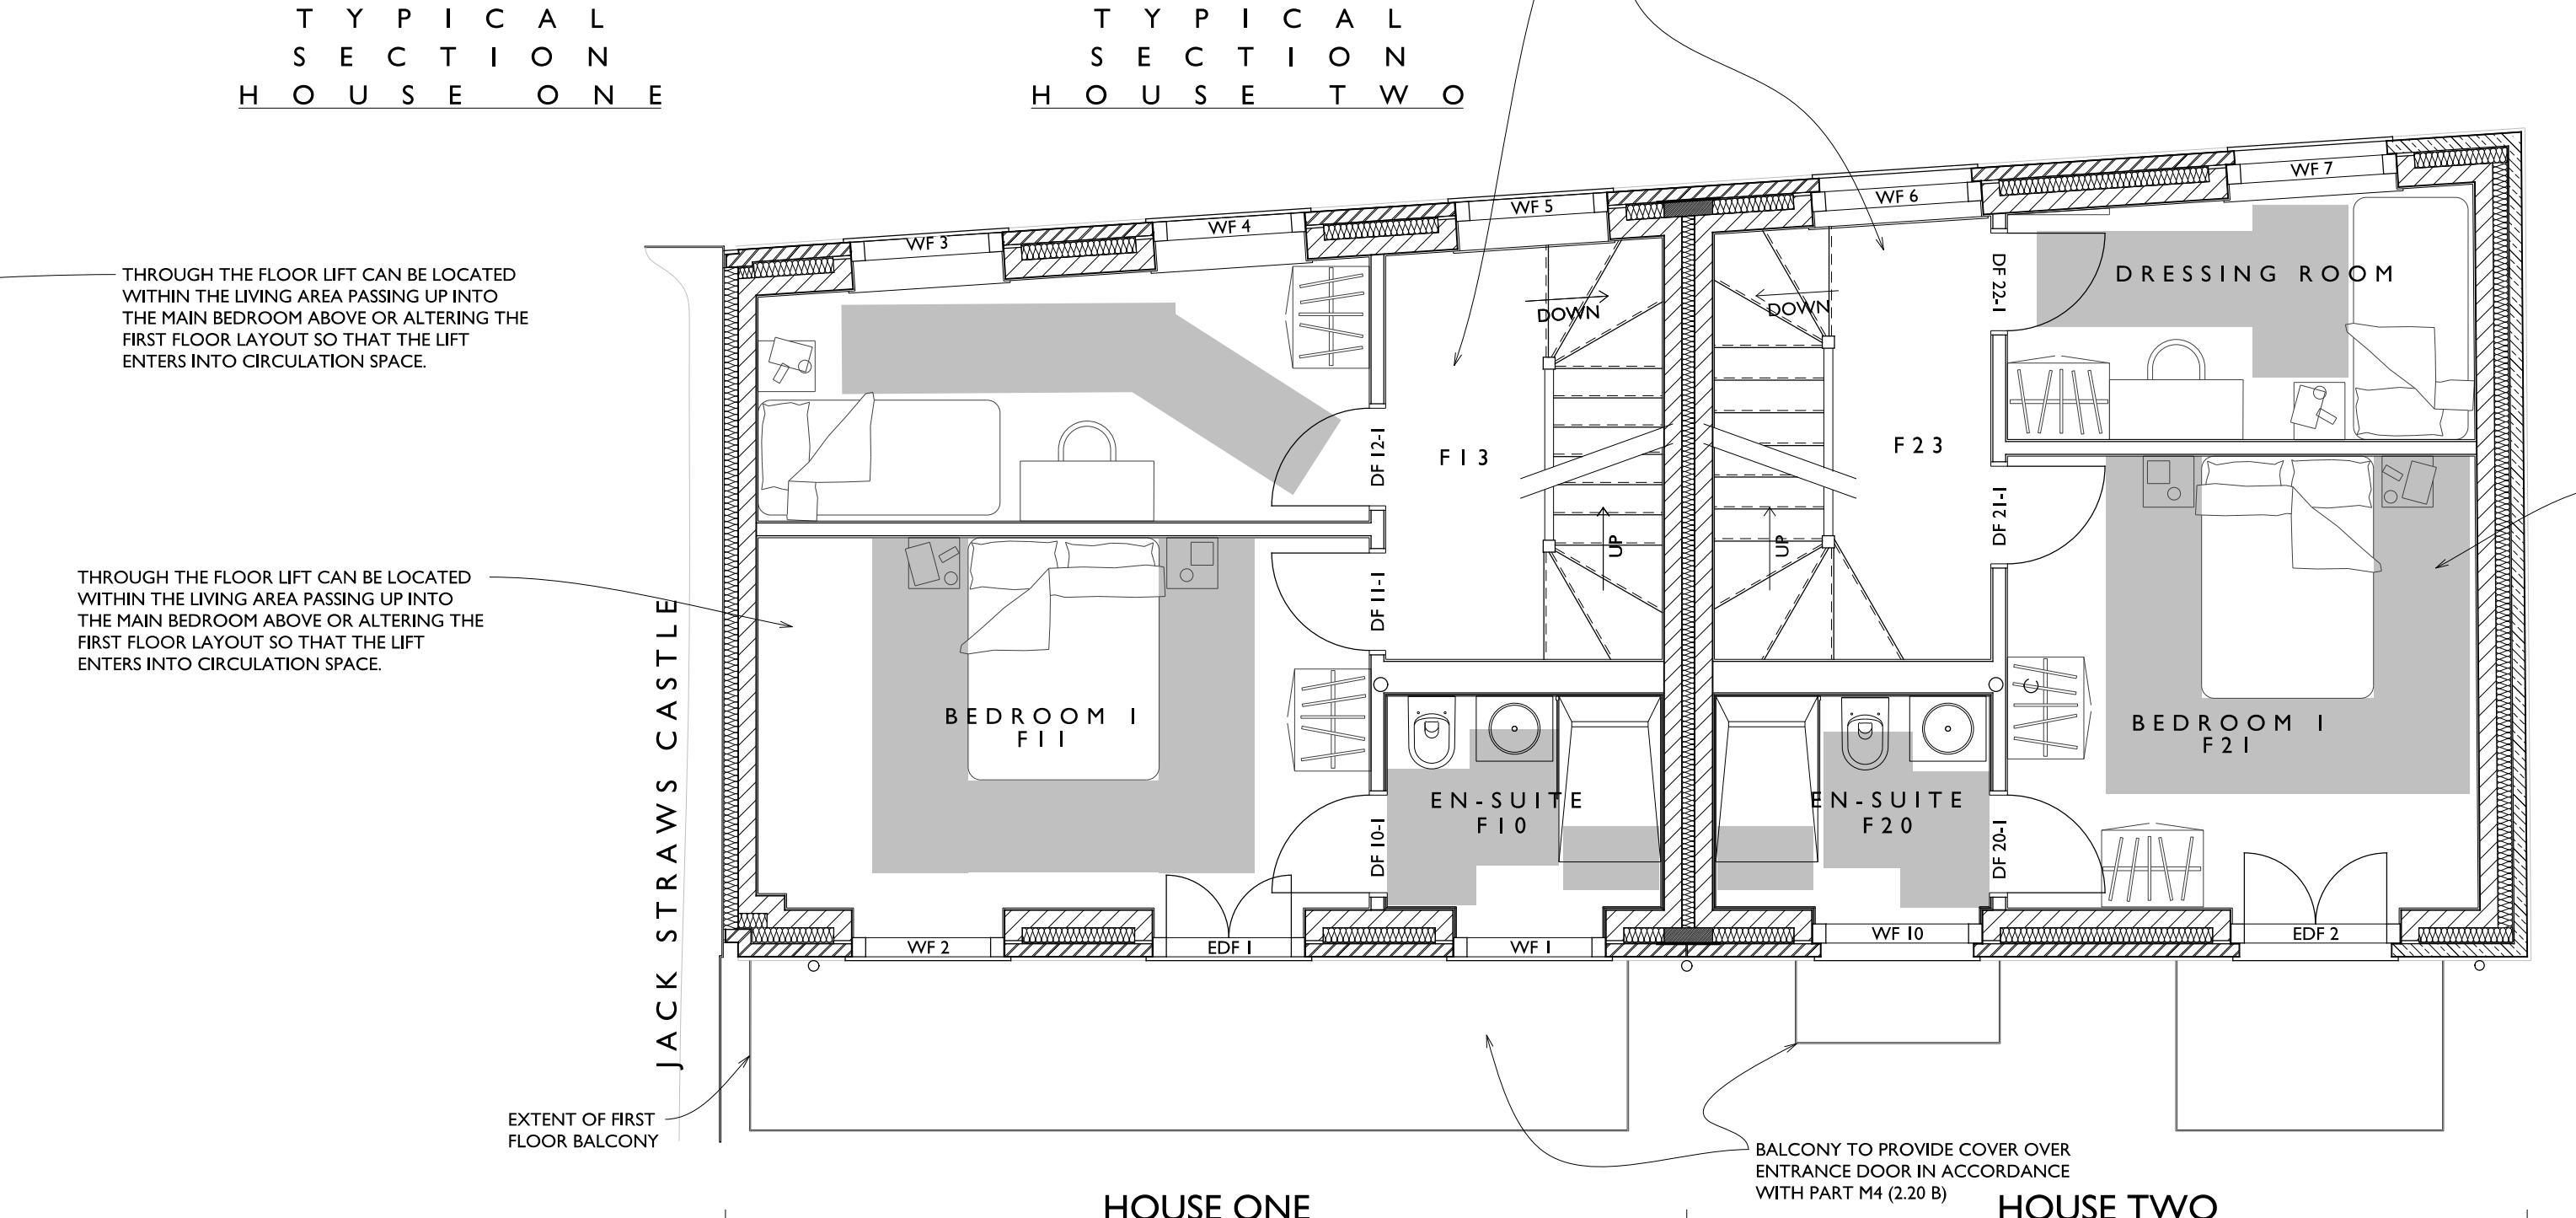 TYPICAL
SECTION
HOUSE ONE
TYPICAL
SECTION
HOUSE TWO
THROUGH THE FLOOR LIFT CAN BE LOCATED
WITHIN THE LIVING AREA PASSING UP INTO
THE MAIN BEDROOM ABOVE OR ALTERING THE
FIRST FLOOR LAYOUT SO THAT THE LIFT
ENTERS INTO CIRCULATION SPACE.
THROUGH THE FLOOR LIFT CAN BE LOCATED
WITHIN THE LIVING AREA PASSING UP INTO
THE MAIN BEDROOM ABOVE OR ALTERING THE
FIRST FLOOR LAYOUT SO THAT THE LIFT
ENTERS INTO CIRCULATION SPACE.
JACK STRAWS CASTLE
WF 3
WF 4
WF 5
WF 6
WF 7
DOWN
DOWN
DF 22-1
DRESSING ROOM
DF 12-1
F13
F23
DF 21-1
UP
UP
DF 11-1
BEDROOM 1
F11
C
BEDROOM 1
F21
EN-SUITE
F10
EN-SUITE
F20
DF 10-1
DF 20-1
WF 2
EDF 1
WF 1
WF 10
EDF 2
EXTENT OF FIRST
FLOOR BALCONY
BALCONY TO PROVIDE COVER OVER
ENTRANCE DOOR IN ACCORDANCE
WITH PART M4 (2.20 B)
HOUSE ONE
HOUSE TWO